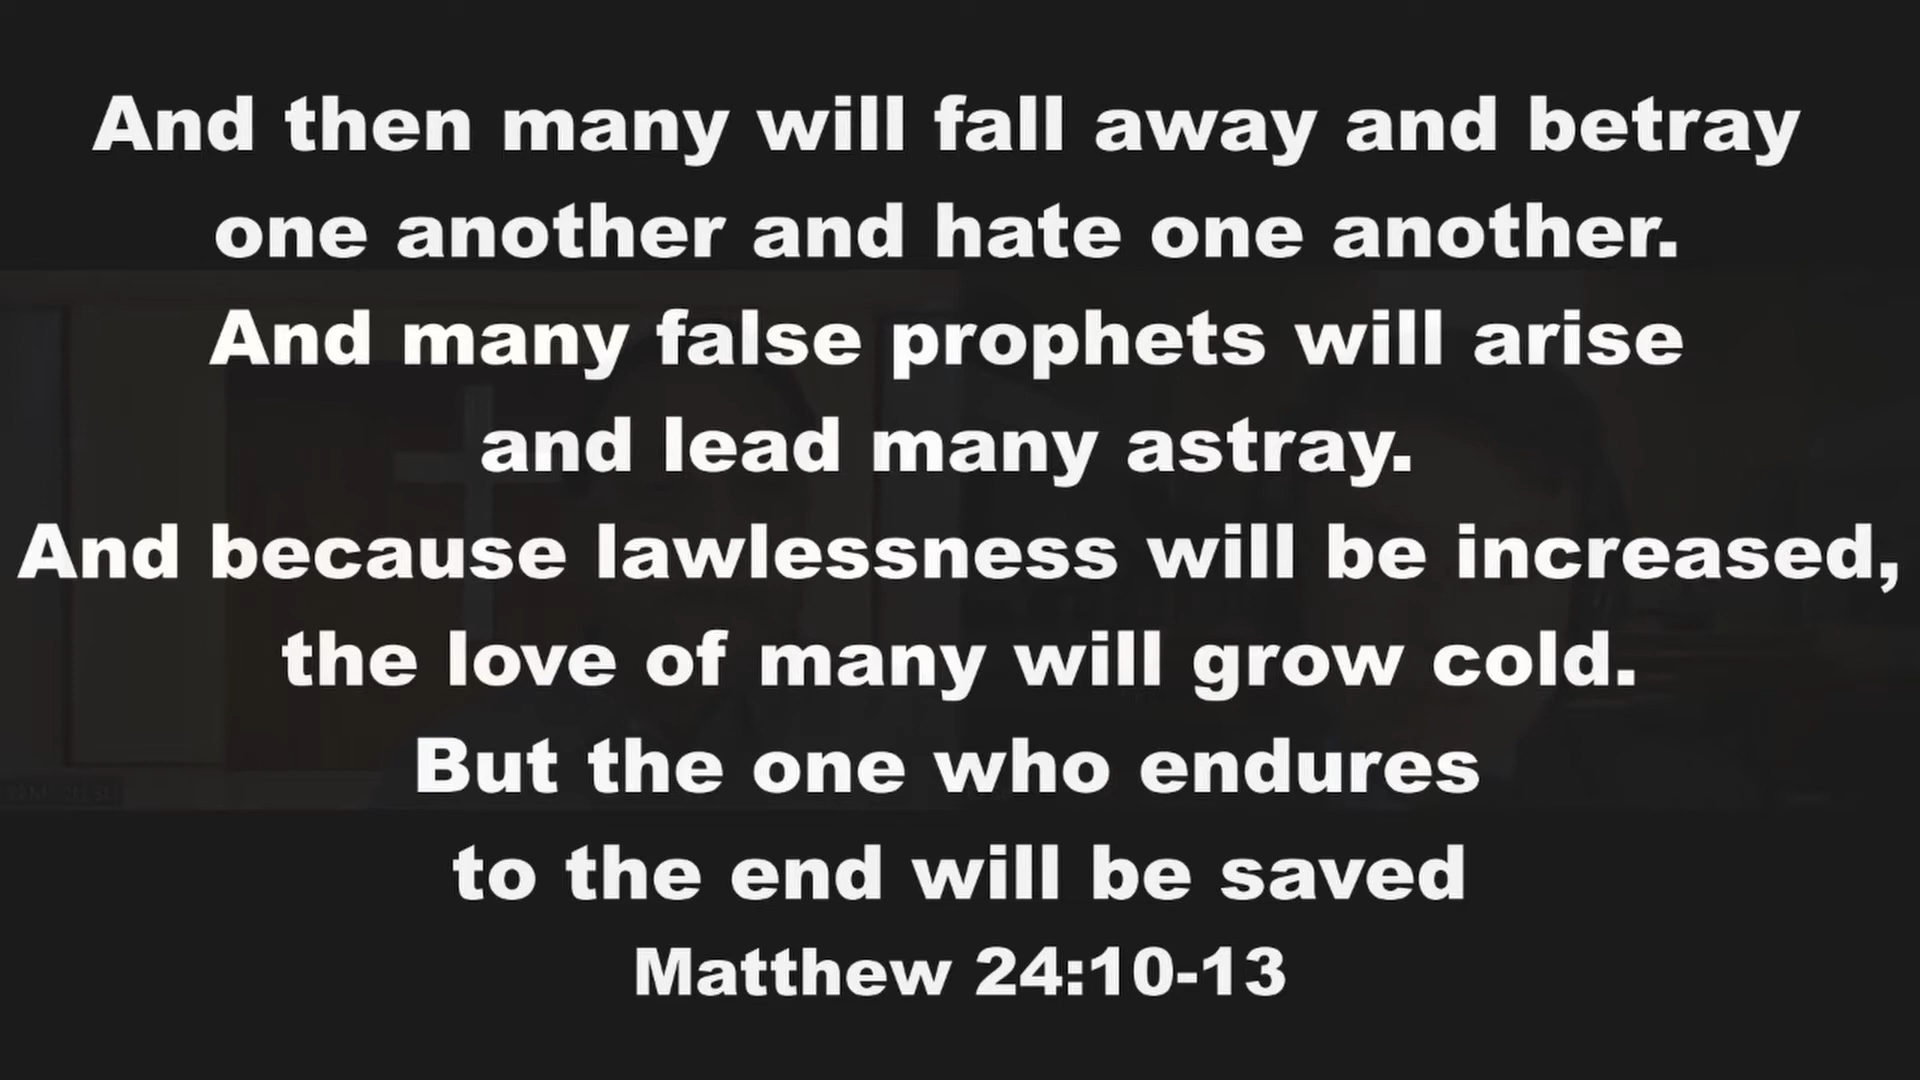 And then many will fall away and betray
one another and hate one another.
And many false prophets will arise
and lead many astray.
And because lawlessness will be increased,
the love of many will grow cold.
But the one who endures
to the end will be saved
Matthew 24:10-13